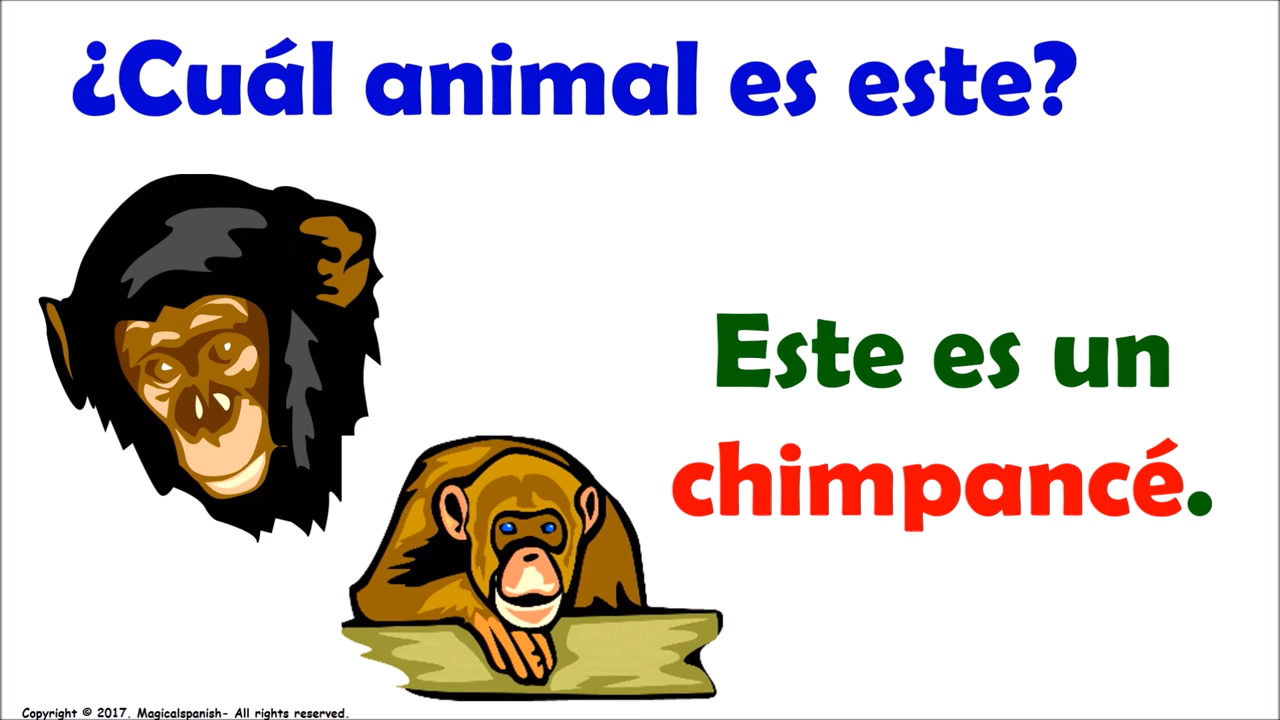 ¿Cuál animal es este?
Este es un
chimpancé.
Copyright © 2017. Magicalspanish- All rights reserved.